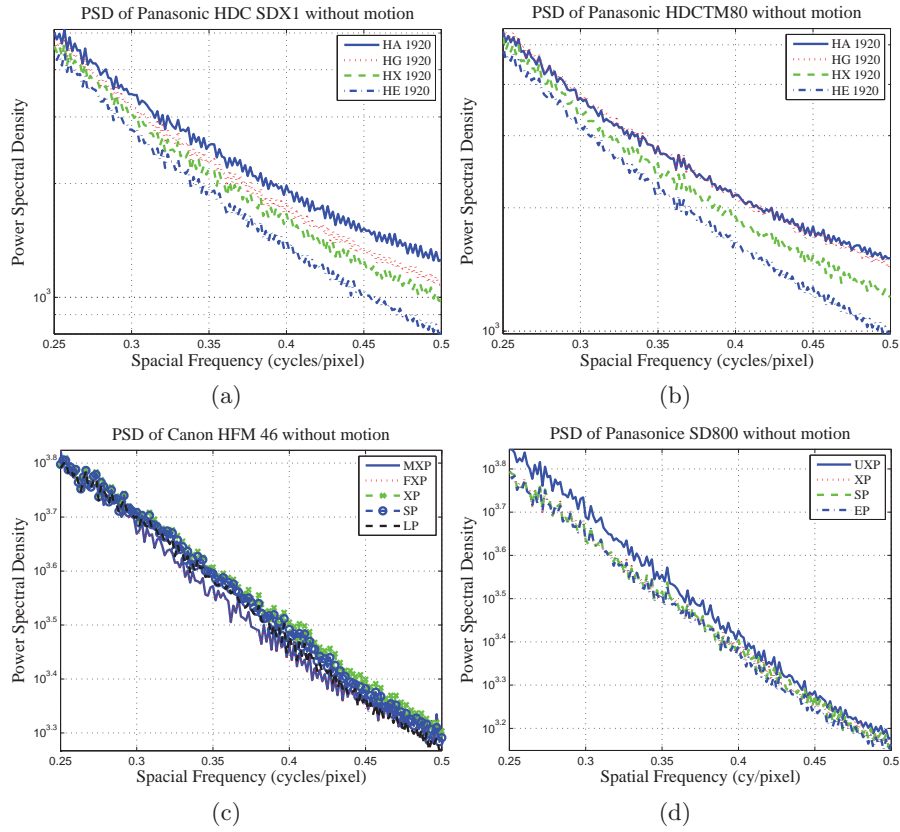 PSD of Panasonic HDC SDX1 without motion
HA 1920
HG 1920
HX 1920
HE 1920
Power Spectral Density
10^3
0.25 0.3 0.35 0.4 0.45 0.5
Spacial Frequency (cycles/pixel)
(a)
PSD of Panasonic HDCTM80 without motion
HA 1920
HG 1920
HX 1920
HE 1920
Power Spectral Density
10^3
0.25 0.3 0.35 0.4 0.45 0.5
Spacial Frequency (cycles/pixel)
(b)
PSD of Canon HFM 46 without motion
MXP
FXP
XP
SP
LP
Power Spectral Density
10^3.8
10^3.7
10^3.6
10^3.5
10^3.4
10^3.3
0.25 0.3 0.35 0.4 0.45 0.5
Spacial Frequency (cycles/pixel)
(c)
PSD of Panasonice SD800 without motion
UXP
XP
SP
EP
Power Spectral Density
10^3.8
10^3.7
10^3.6
10^3.5
10^3.4
10^3.3
10^3.2
0.25 0.3 0.35 0.4 0.45 0.5
Spatial Frequency (cy/pixel)
(d)